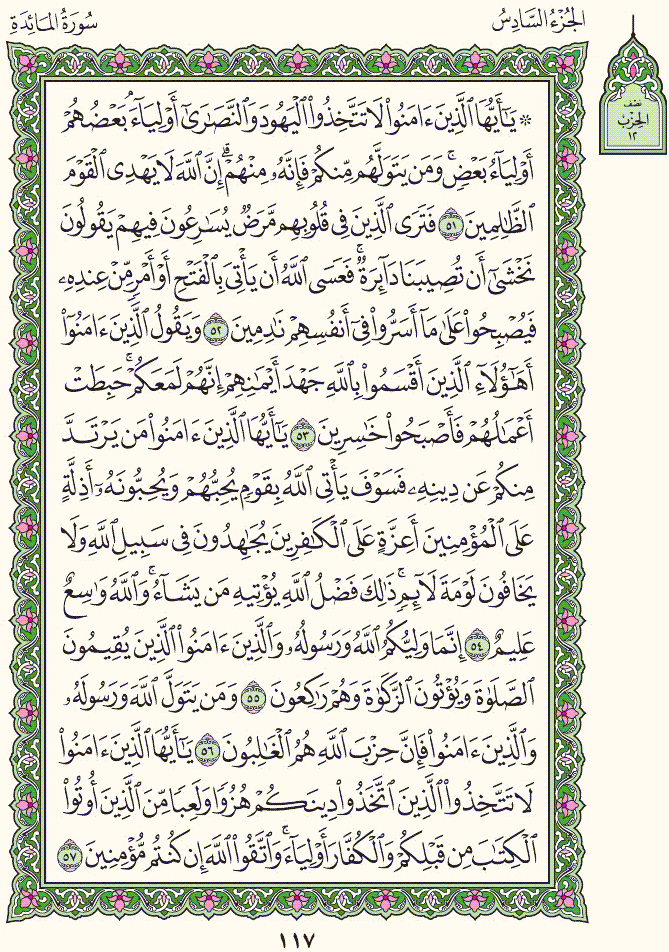 الجُزْءُ السَّادِسُ
سُورَةُ المَائِدَةِ
نصف
الحزب
١٢
۞ يَٰٓأَيُّهَا ٱلَّذِينَ ءَامَنُوا۟ لَا تَتَّخِذُوا۟ ٱلْيَهُودَ وَٱلنَّصَٰرَىٰٓ أَوْلِيَآءَۘ بَعْضُهُمْ
أَوْلِيَآءُ بَعْضٍۚ وَمَن يَتَوَلَّهُم مِّنكُمْ فَإِنَّهُۥ مِنْهُمْۗ إِنَّ ٱللَّهَ لَا يَهْدِى ٱلْقَوْمَ
ٱلظَّٰلِمِينَ ٥١ فَتَرَى ٱلَّذِينَ فِى قُلُوبِهِم مَّرَضٌ يُسَٰرِعُونَ فِيهِمْ يَقُولُونَ
نَخْشَىٰٓ أَن تُصِيبَنَا دَآئِرَةٌۚ فَعَسَى ٱللَّهُ أَن يَأْتِىَ بِٱلْفَتْحِ أَوْ أَمْرٍ مِّنْ عِندِهِۦ
فَيُصْبِحُوا۟ عَلَىٰ مَآ أَسَرُّوا۟ فِىٓ أَنفُسِهِمْ نَٰدِمِينَ ٥٢ وَيَقُولُ ٱلَّذِينَ ءَامَنُوٓا۟
أَهَٰٓؤُلَآءِ ٱلَّذِينَ أَقْسَمُوا۟ بِٱللَّهِ جَهْدَ أَيْمَٰنِهِمْ إِنَّهُمْ لَمَعَكُمْۚ حَبِطَتْ
أَعْمَٰلُهُمْ فَأَصْبَحُوا۟ خَٰسِرِينَ ٥٣ يَٰٓأَيُّهَا ٱلَّذِينَ ءَامَنُوا۟ مَن يَرْتَدَّ
مِنكُمْ عَن دِينِهِۦ فَسَوْفَ يَأْتِى ٱللَّهُ بِقَوْمٍ يُحِبُّهُمْ وَيُحِبُّونَهُۥٓ أَذِلَّةٍ
عَلَى ٱلْمُؤْمِنِينَ أَعِزَّةٍ عَلَى ٱلْكَٰفِرِينَ يُجَٰهِدُونَ فِى سَبِيلِ ٱللَّهِ وَلَا
يَخَافُونَ لَوْمَةَ لَآئِمٍۚ ذَٰلِكَ فَضْلُ ٱللَّهِ يُؤْتِيهِ مَن يَشَآءُۚ وَٱللَّهُ وَٰسِعٌ
عَلِيمٌ ٥٤ إِنَّمَا وَلِيُّكُمُ ٱللَّهُ وَرَسُولُهُۥ وَٱلَّذِينَ ءَامَنُوا۟ ٱلَّذِينَ يُقِيمُونَ
ٱلصَّلَوٰةَ وَيُؤْتُونَ ٱلزَّكَوٰةَ وَهُمْ رَٰكِعُونَ ٥٥ وَمَن يَتَوَلَّ ٱللَّهَ وَرَسُولَهُۥ
وَٱلَّذِينَ ءَامَنُوا۟ فَإِنَّ حِزْبَ ٱللَّهِ هُمُ ٱلْغَٰلِبُونَ ٥٦ يَٰٓأَيُّهَا ٱلَّذِينَ ءَامَنُوا۟
لَا تَتَّخِذُوا۟ ٱلَّذِينَ ٱتَّخَذُوا۟ دِينَكُمْ هُزُوًا وَلَعِبًا مِّنَ ٱلَّذِينَ أُوتُوا۟
ٱلْكِتَٰبَ مِن قَبْلِكُمْ وَٱلْكُفَّارَ أَوْلِيَآءَۚ وَٱتَّقُوا۟ ٱللَّهَ إِن كُنتُم مُّؤْمِنِينَ ٥٧
١١٧